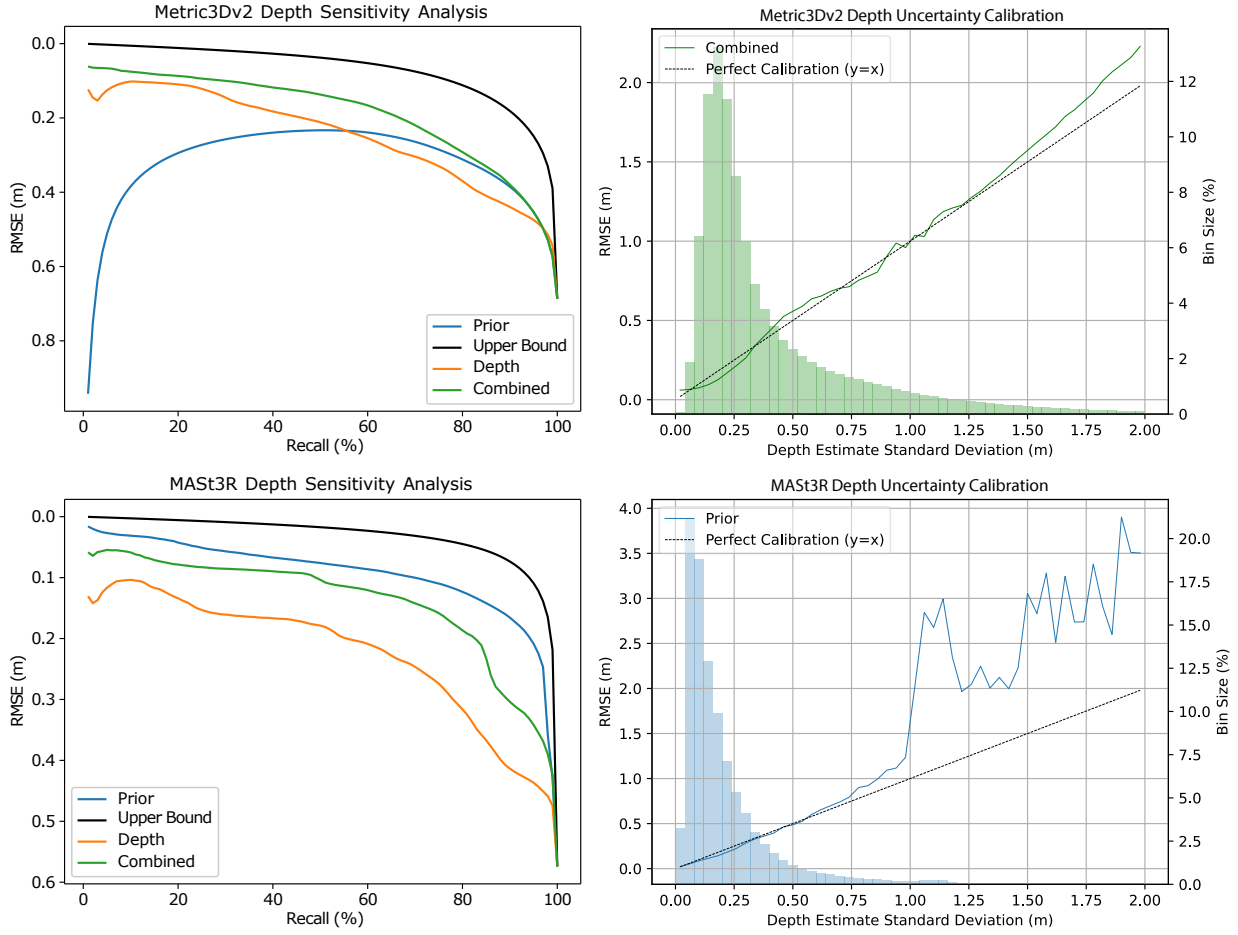 Metric3Dv2 Depth Sensitivity Analysis
RMSE (m)
0.0
0.2
0.4
0.6
0.8
Prior
Upper Bound
Depth
Combined
0 20 40 60 80 100
Recall (%)
Metric3Dv2 Depth Uncertainty Calibration
Combined
Perfect Calibration (y=x)
RMSE (m)
2.0
1.5
1.0
0.5
0.0
Bin Size (%)
12
10
8
6
4
2
0
0.00 0.25 0.50 0.75 1.00 1.25 1.50 1.75 2.00
Depth Estimate Standard Deviation (m)
MASt3R Depth Sensitivity Analysis
RMSE (m)
0.0
0.1
0.2
0.3
0.4
0.5
0.6
Prior
Upper Bound
Depth
Combined
0 20 40 60 80 100
Recall (%)
MASt3R Depth Uncertainty Calibration
Prior
Perfect Calibration (y=x)
RMSE (m)
4.0
3.5
3.0
2.5
2.0
1.5
1.0
0.5
0.0
Bin Size (%)
20.0
17.5
15.0
12.5
10.0
7.5
5.0
2.5
0.0
0.00 0.25 0.50 0.75 1.00 1.25 1.50 1.75 2.00
Depth Estimate Standard Deviation (m)